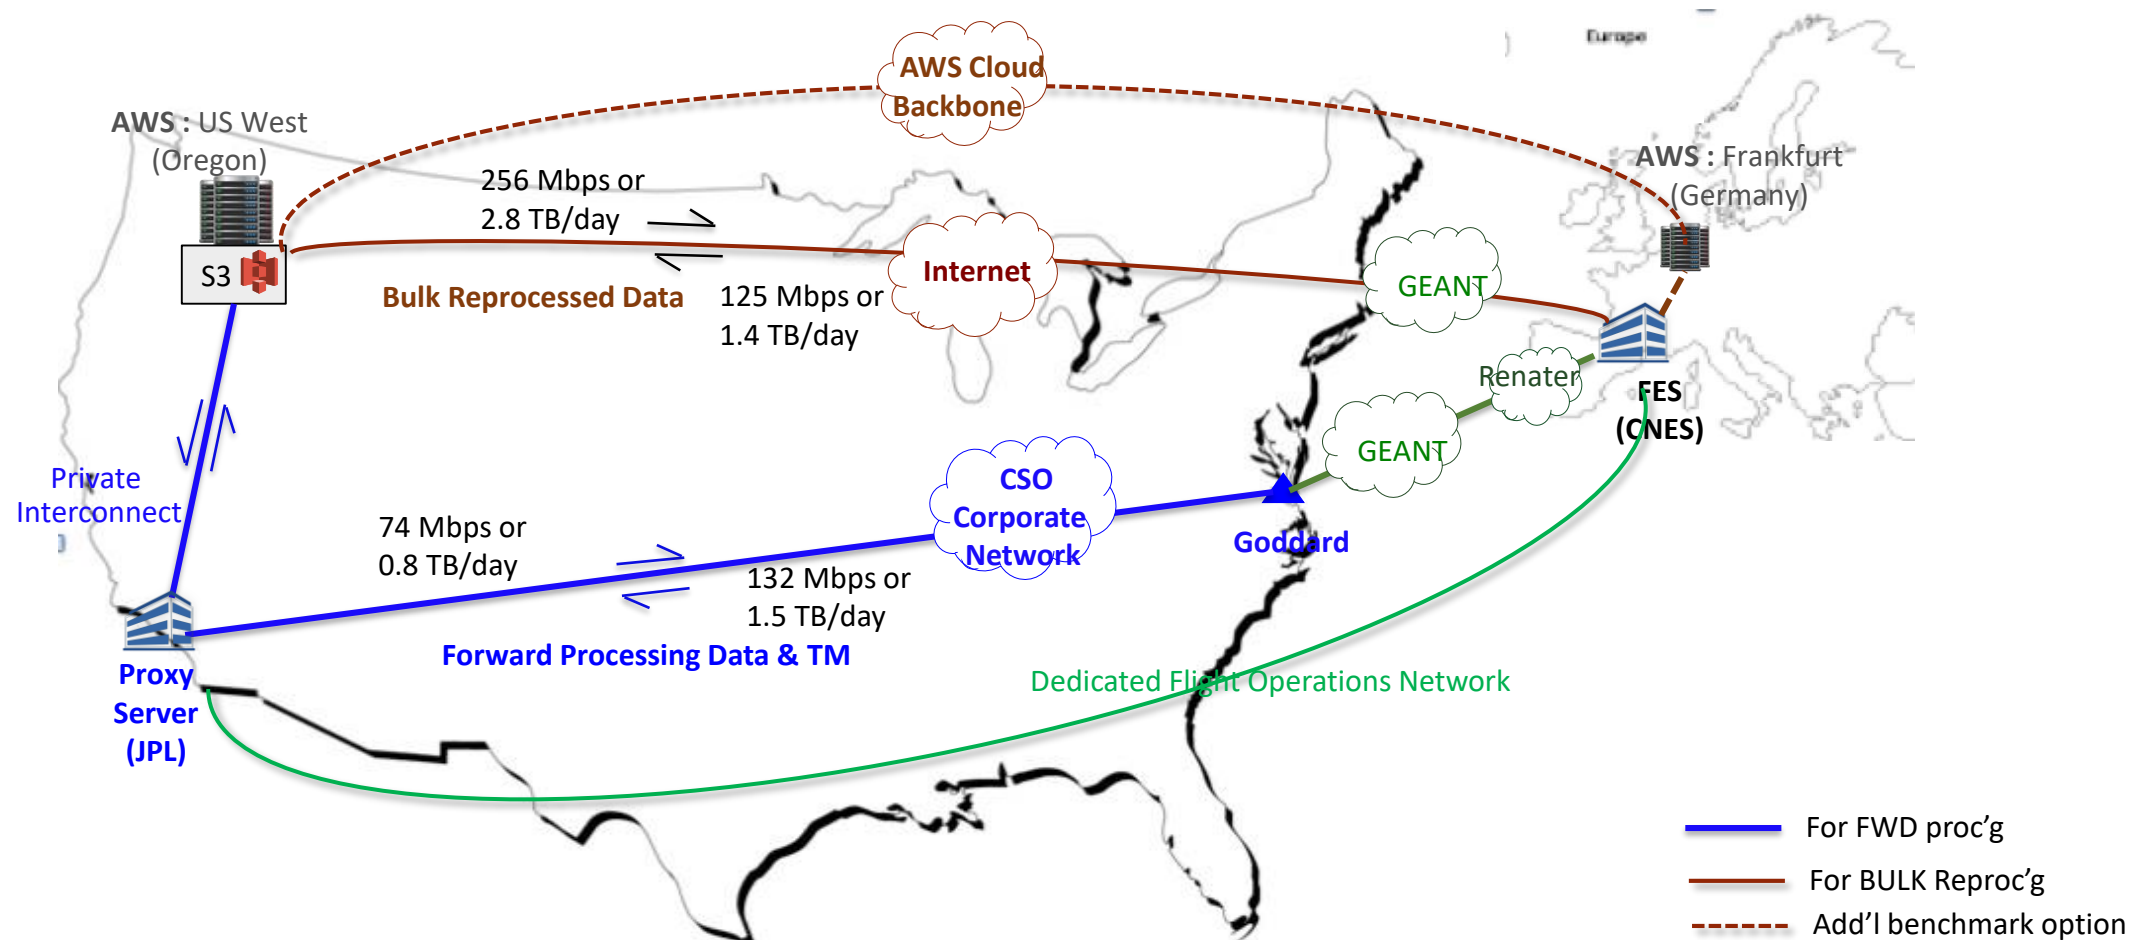 Europe
AWS Cloud
Backbone
AWS : US West
(Oregon)
AWS : Frankfurt
(Germany)
256 Mbps or
2.8 TB/day
S3
Internet
GEANT
Bulk Reprocessed Data
125 Mbps or
1.4 TB/day
Renater
FES
(CNES)
GEANT
Private
Interconnect
CSO
Corporate
Network
74 Mbps or
0.8 TB/day
Goddard
132 Mbps or
1.5 TB/day
Forward Processing Data & TM
Proxy
Server
(JPL)
Dedicated Flight Operations Network
For FWD proc’g
For BULK Reproc’g
Add’l benchmark option